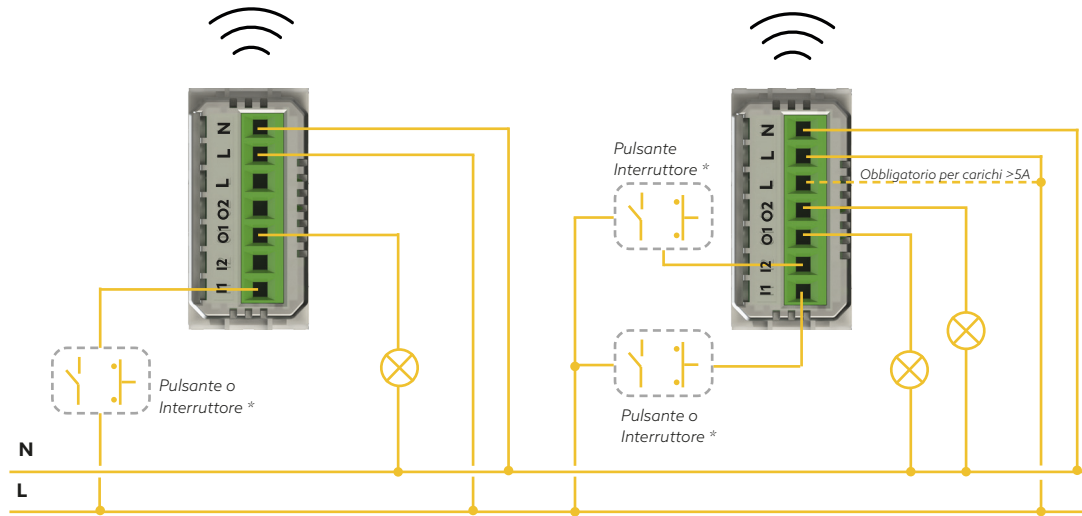 N
L
L
O2
O1
I2
I1
Pulsante o
Interruttore *
Pulsante
Interruttore *
N
L
L
O2
O1
I2
I1
Obbligatorio per carichi >5A
Pulsante o
Interruttore *
N
L